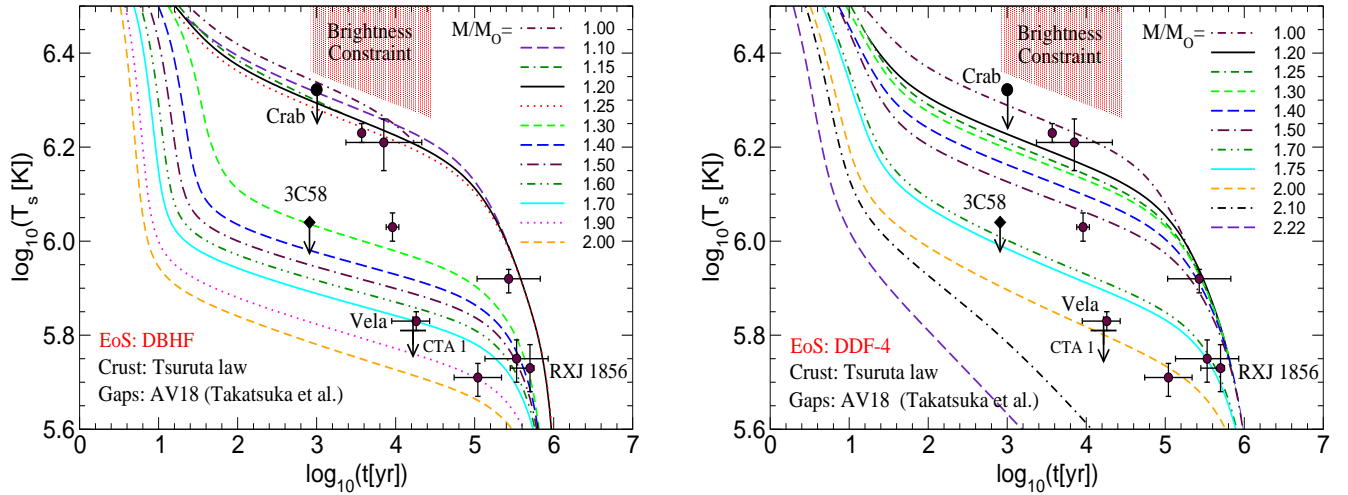 6.4
6.2
6.0
5.8
5.6
0
1
2
3
4
5
6
7
log10(t[yr])
log10(Ts [K])
Brightness
Constraint
M/MO=
1.00
1.10
1.15
1.20
1.25
1.30
1.40
1.50
1.60
1.70
1.90
2.00
Crab
3C58
Vela
CTA 1
RXJ 1856
EoS: DBHF
Crust: Tsuruta law
Gaps: AV18 (Takatsuka et al.)
6.4
6.2
6.0
5.8
5.6
0
1
2
3
4
5
6
7
log10(t[yr])
log10(Ts [K])
Brightness
Constraint
M/MO=
1.00
1.20
1.25
1.30
1.40
1.50
1.70
1.75
2.00
2.10
2.22
Crab
3C58
Vela
CTA 1
RXJ 1856
EoS: DDF-4
Crust: Tsuruta law
Gaps: AV18 (Takatsuka et al.)